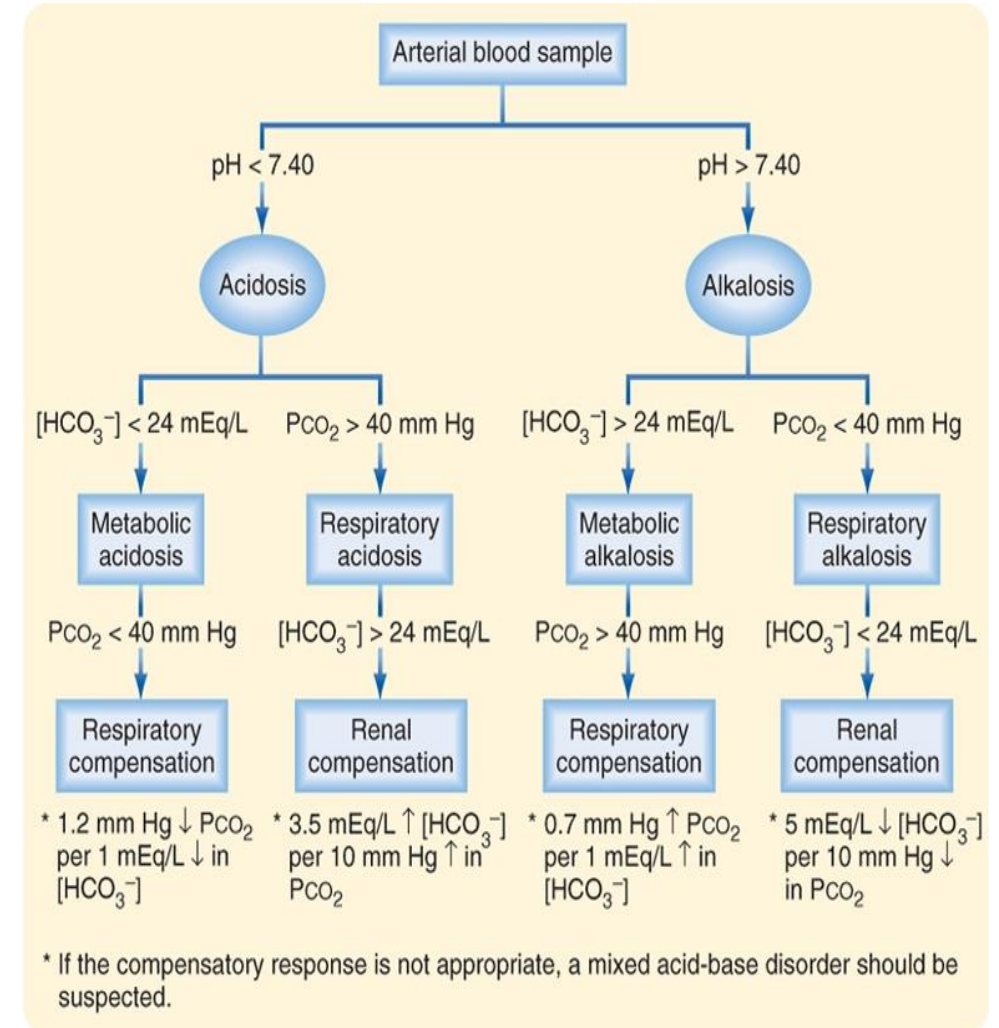 Arterial blood sample
pH < 7.40
pH > 7.40
Acidosis
Alkalosis
[HCO₃⁻] < 24 mEq/L
PCO₂ > 40 mm Hg
[HCO₃⁻] > 24 mEq/L
PCO₂ < 40 mm Hg
Metabolic
acidosis
Respiratory
acidosis
Metabolic
alkalosis
Respiratory
alkalosis
PCO₂ < 40 mm Hg
[HCO₃⁻] > 24 mEq/L
PCO₂ > 40 mm Hg
[HCO₃⁻] < 24 mEq/L
Respiratory
compensation
Renal
compensation
Respiratory
compensation
Renal
compensation
* 1.2 mm Hg ↓ PCO₂
per 1 mEq/L ↓ in
[HCO₃⁻]
* 3.5 mEq/L ↑ [HCO₃⁻]
per 10 mm Hg ↑ in
PCO₂
* 0.7 mm Hg ↑ PCO₂
per 1 mEq/L ↑ in
[HCO₃⁻]
* 5 mEq/L ↓ [HCO₃⁻]
per 10 mm Hg ↓
in PCO₂
* If the compensatory response is not appropriate, a mixed acid-base disorder should be
suspected.